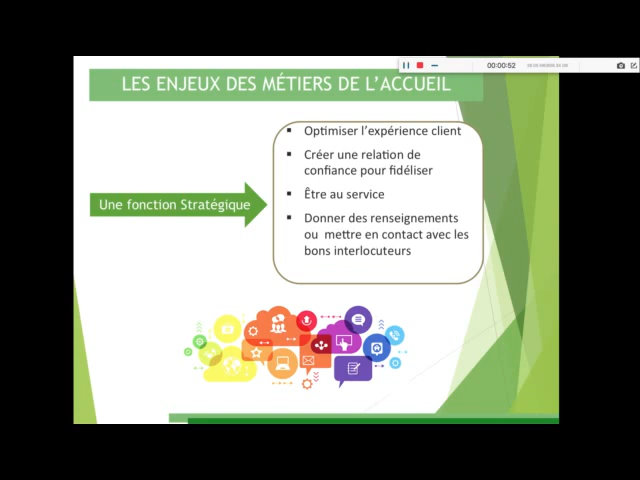 00:00:52
LES ENJEUX DES MÉTIERS DE L’ACCUEIL
Une fonction Stratégique
▪ Optimiser l’expérience client
▪ Créer une relation de
confiance pour fidéliser
▪ Être au service
▪ Donner des renseignements
ou mettre en contact avec les
bons interlocuteurs